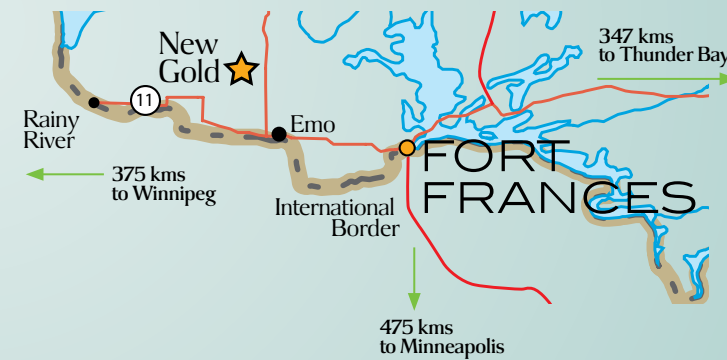 347 kms
to Thunder Bay
New
Gold
11
Rainy
River
Emo
FORT
FRANCES
375 kms
to Winnipeg
International
Border
475 kms
to Minneapolis